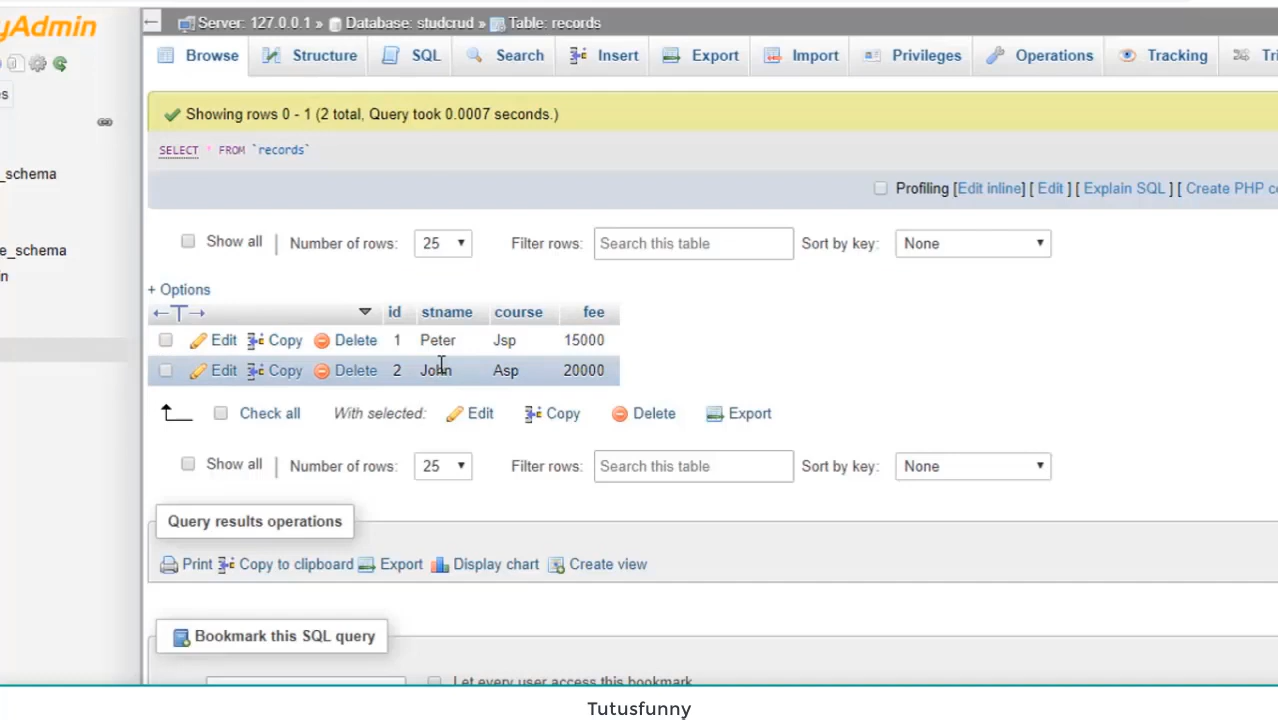 yAdmin
Server: 127.0.0.1 » Database: studcrud » Table: records
Browse Structure SQL Search Insert Export Import Privileges Operations Tracking Tri
es
Showing rows 0 - 1 (2 total, Query took 0.0007 seconds.)
SELECT * FROM `records`
_schema
Profiling [Edit inline] [ Edit ] [ Explain SQL ] [ Create PHP co
Show all | Number of rows: 25 Filter rows: Search this table Sort by key: None
e_schema
in
+ Options
←T→ id stname course fee
Edit Copy Delete 1 Peter Jsp 15000
Edit Copy Delete 2 John Asp 20000
Check all With selected: Edit Copy Delete Export
Show all | Number of rows: 25 Filter rows: Search this table Sort by key: None
Query results operations
Print Copy to clipboard Export Display chart Create view
Bookmark this SQL query
Let every user access this bookmark
Tutusfunny